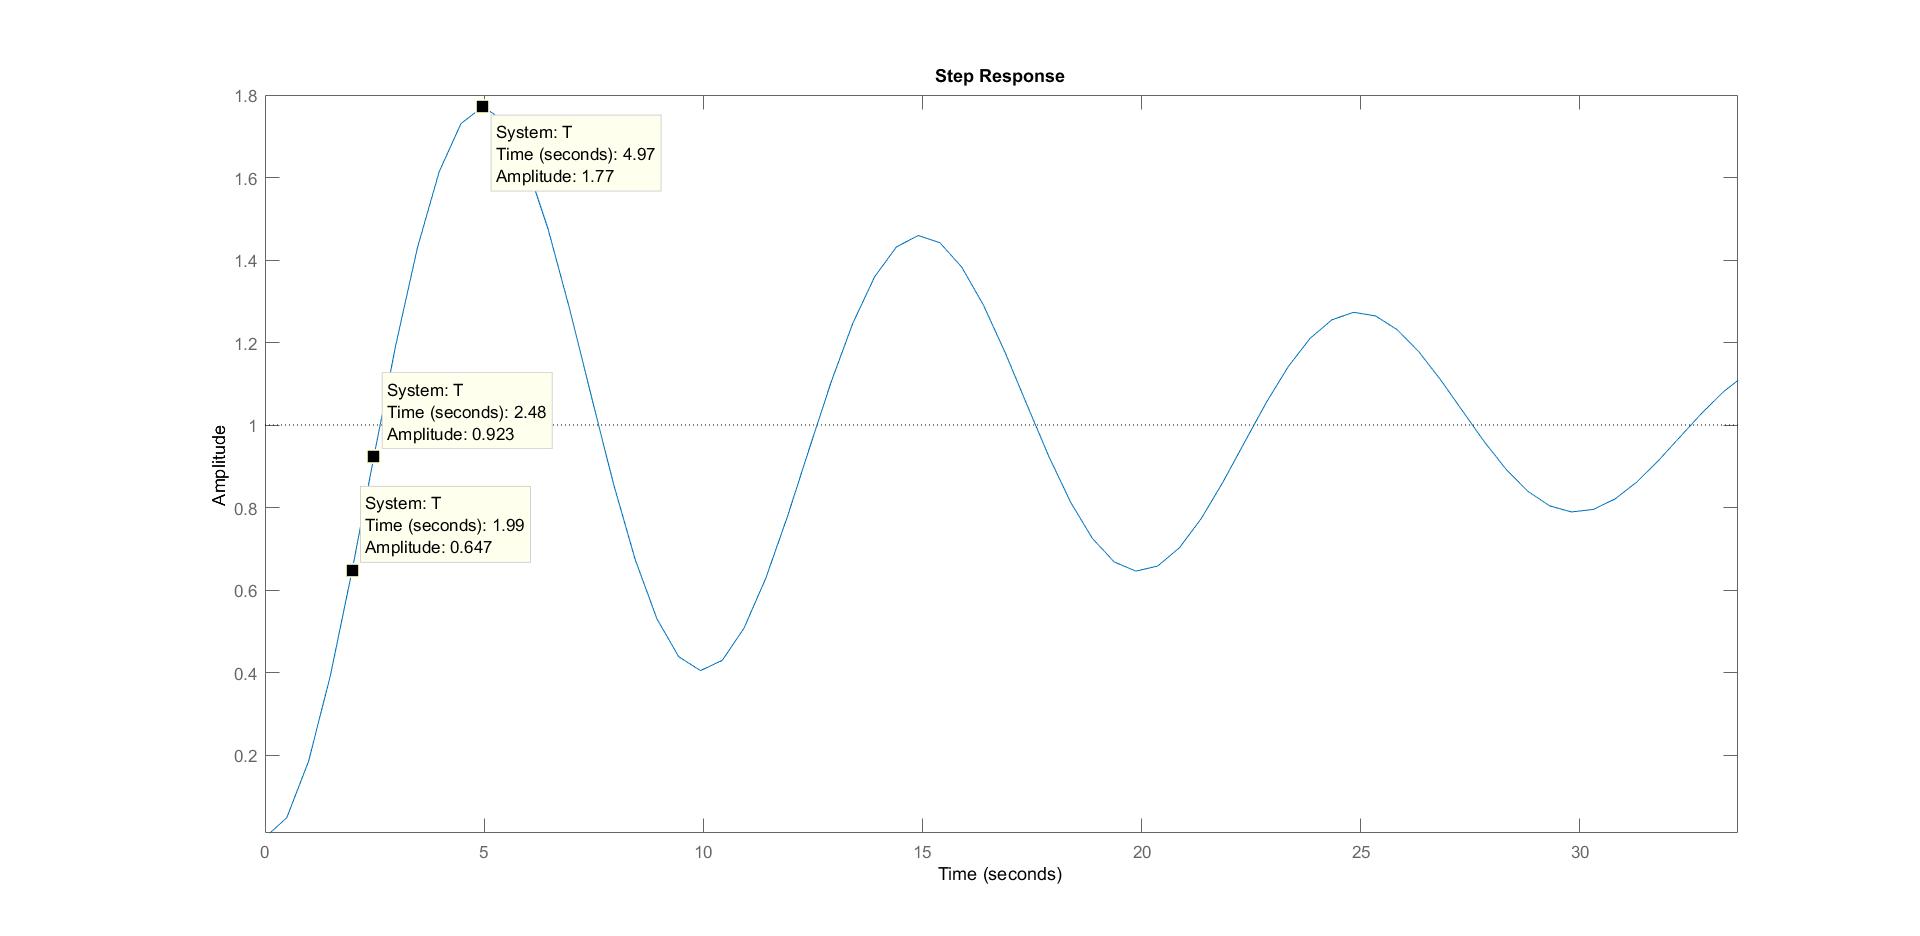 Step Response
1.8
1.6
1.4
1.2
1
0.8
0.6
0.4
0.2
Amplitude
System: T
Time (seconds): 4.97
Amplitude: 1.77
System: T
Time (seconds): 2.48
Amplitude: 0.923
System: T
Time (seconds): 1.99
Amplitude: 0.647
0 5 10 15 20 25 30
Time (seconds)